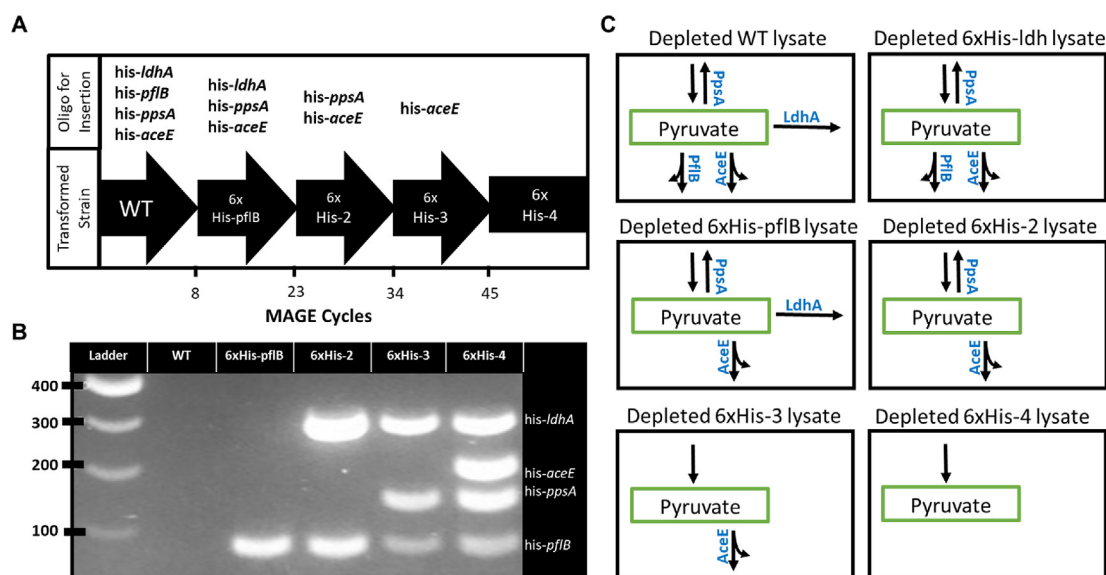 A
Oligo for
Insertion
his-ldhA
his-pflB
his-ppsA
his-aceE
his-ldhA
his-ppsA
his-aceE
his-ppsA
his-aceE
his-aceE
Transformed
Strain
WT
6x
His-pflB
6x
His-2
6x
His-3
6x
His-4
8
23
34
45
MAGE Cycles
B
Ladder
WT
6xHis-pflB
6xHis-2
6xHis-3
6xHis-4
400
300
200
100
his-ldhA
his-aceE
his-ppsA
his-pflB
C
Depleted WT lysate
PpsA
Pyruvate
LdhA
PflB
AceE
Depleted 6xHis-ldh lysate
PpsA
Pyruvate
PflB
AceE
Depleted 6xHis-pflB lysate
PpsA
Pyruvate
LdhA
AceE
Depleted 6xHis-2 lysate
PpsA
Pyruvate
AceE
Depleted 6xHis-3 lysate
Pyruvate
AceE
Depleted 6xHis-4 lysate
Pyruvate